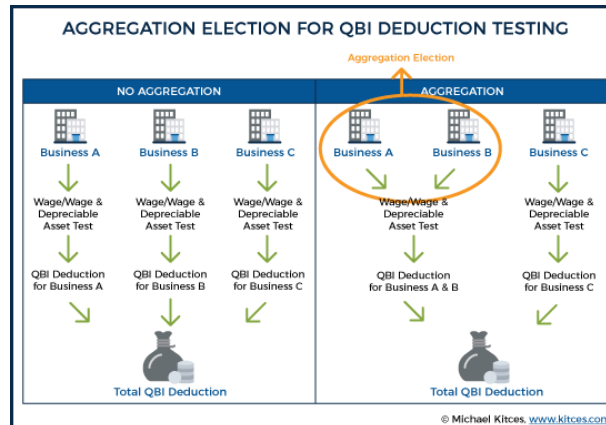 AGGREGATION ELECTION FOR QBI DEDUCTION TESTING
Aggregation Election
NO AGGREGATION
AGGREGATION
Business A
Business B
Business C
Business A
Business B
Business C
Wage/Wage &
Depreciable
Asset Test
Wage/Wage &
Depreciable
Asset Test
Wage/Wage &
Depreciable
Asset Test
Wage/Wage &
Depreciable
Asset Test
Wage/Wage &
Depreciable
Asset Test
QBI Deduction
for Business A
QBI Deduction
for Business B
QBI Deduction
for Business C
QBI Deduction
for Business A & B
QBI Deduction
for Business C
Total QBI Deduction
Total QBI Deduction
© Michael Kitces, www.kitces.com